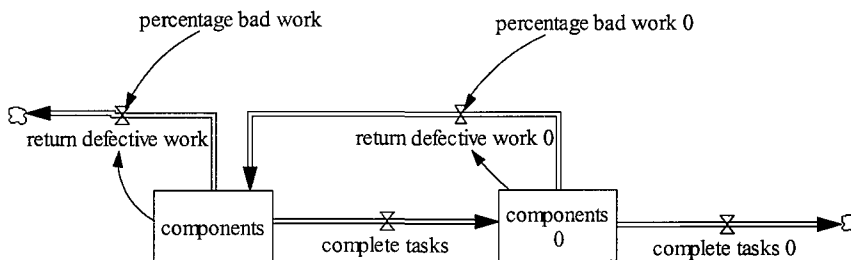 percentage bad work
percentage bad work 0
return defective work
return defective work 0
components
components
0
complete tasks
complete tasks 0